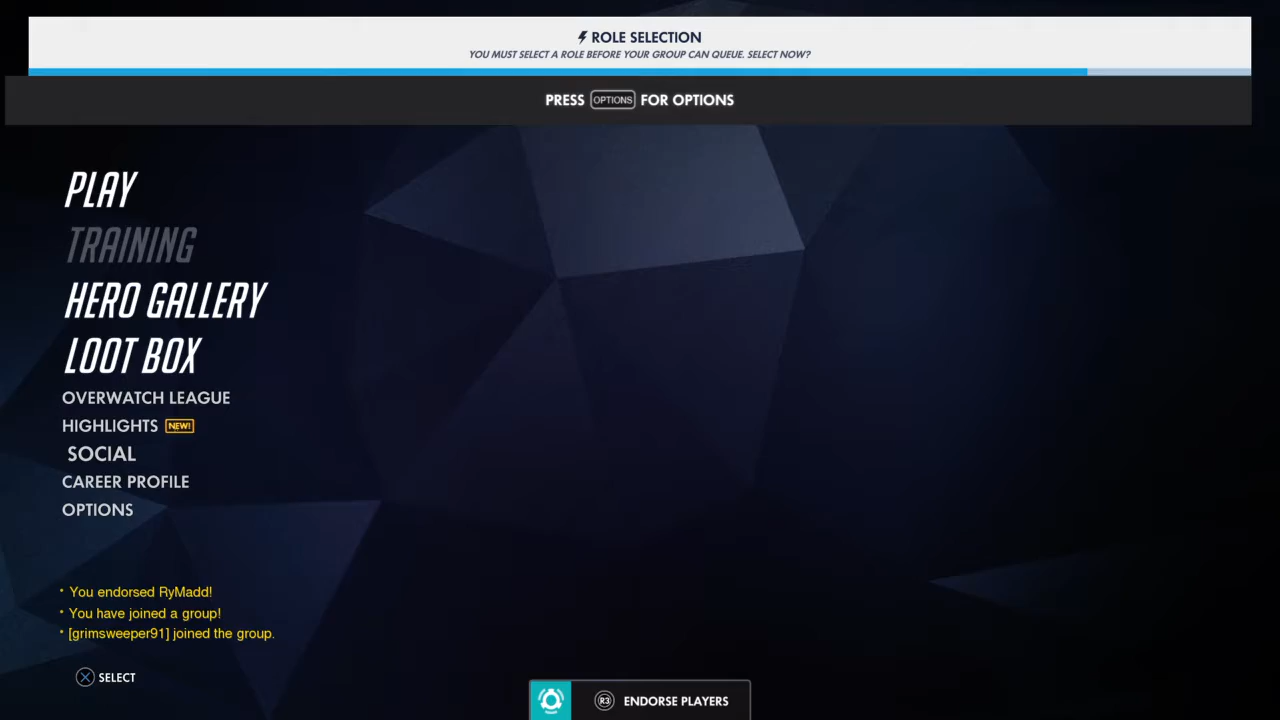 ROLE SELECTION
YOU MUST SELECT A ROLE BEFORE YOUR GROUP CAN QUEUE. SELECT NOW?
PRESS OPTIONS FOR OPTIONS
PLAY
TRAINING
HERO GALLERY
LOOT BOX
OVERWATCH LEAGUE
HIGHLIGHTS NEW!
SOCIAL
CAREER PROFILE
OPTIONS
• You endorsed RyMadd!
• You have joined a group!
• [grimsweeper91] joined the group.
SELECT
R3 ENDORSE PLAYERS